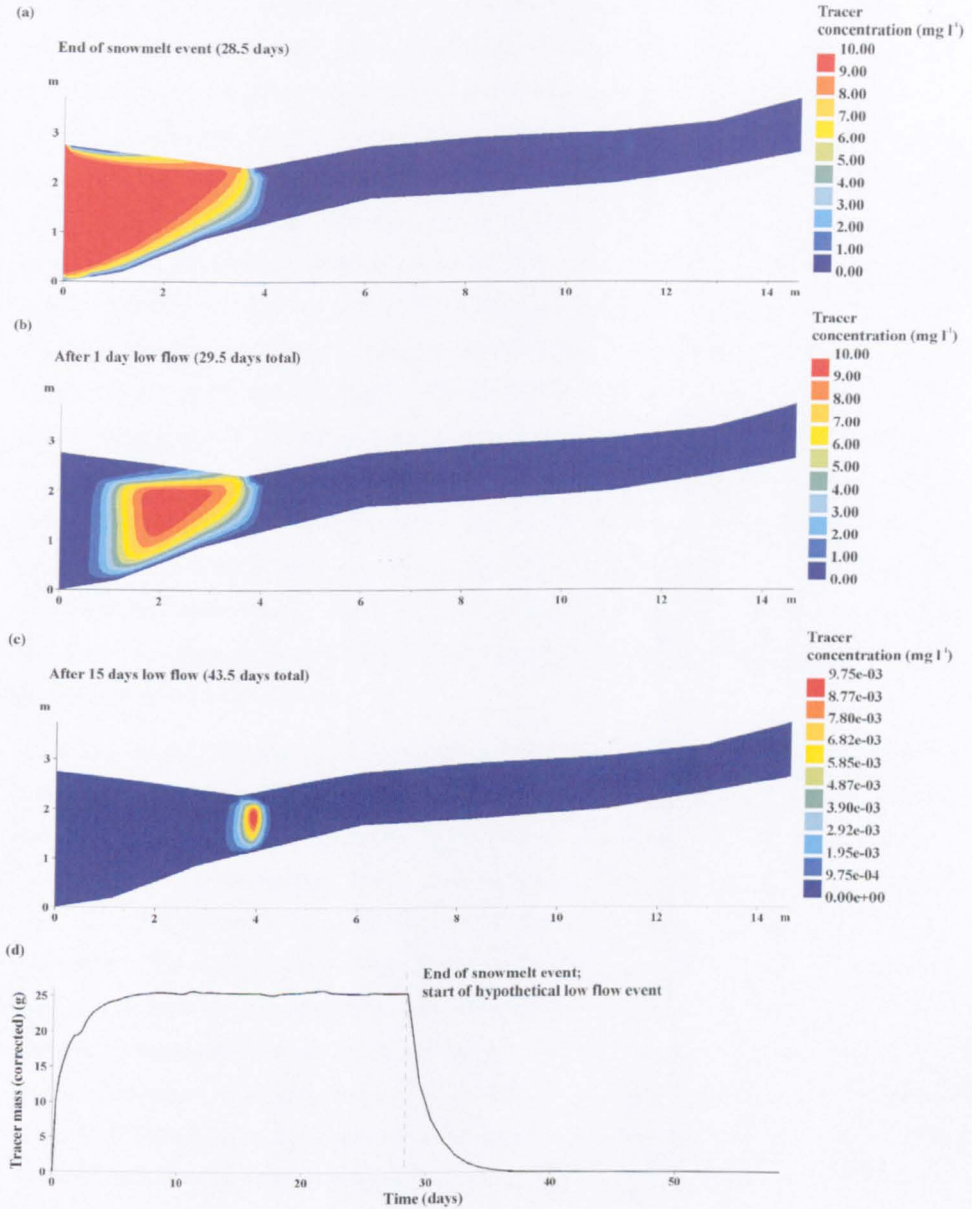 (a)
End of snowmelt event (28.5 days)
m
3
2
1
0
0 2 4 6 8 10 12 14 m
Tracer
concentration (mg l⁻¹)
10.00
9.00
8.00
7.00
6.00
5.00
4.00
3.00
2.00
1.00
0.00
(b)
After 1 day low flow (29.5 days total)
m
3
2
1
0
0 2 4 6 8 10 12 14 m
Tracer
concentration (mg l⁻¹)
10.00
9.00
8.00
7.00
6.00
5.00
4.00
3.00
2.00
1.00
0.00
(c)
After 15 days low flow (43.5 days total)
m
3
2
1
0
0 2 4 6 8 10 12 14 m
Tracer
concentration (mg l⁻¹)
9.75e-03
8.77e-03
7.80e-03
6.82e-03
5.85e-03
4.87e-03
3.90e-03
2.92e-03
1.95e-03
9.75e-04
0.00e+00
(d)
End of snowmelt event;
start of hypothetical low flow event
Tracer mass (corrected) (g)
25
20
15
10
5
0
0 10 20 30 40 50
Time (days)